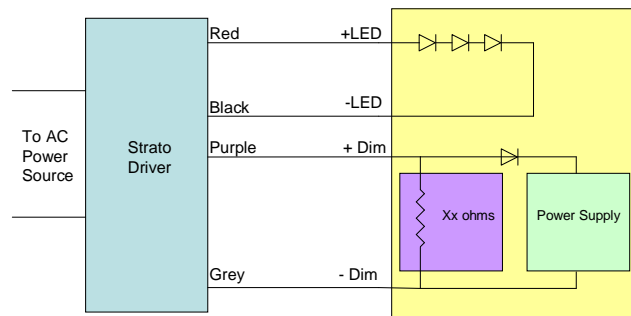 Red
+LED
Black
-LED
To AC
Power
Source
Strato
Driver
Purple
+ Dim
Xx ohms
Power Supply
Grey
- Dim